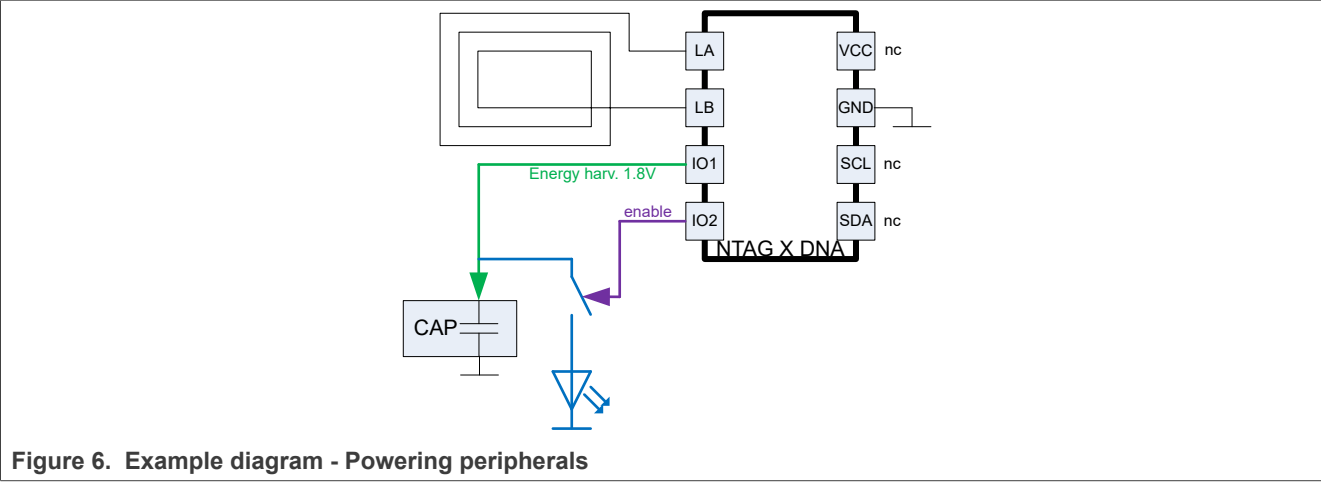 LA
VCC nc
LB
GND
IO1
Energy harv. 1.8V
SCL nc
IO2
enable
SDA nc
NTAG X DNA
CAP
Figure 6. Example diagram - Powering peripherals